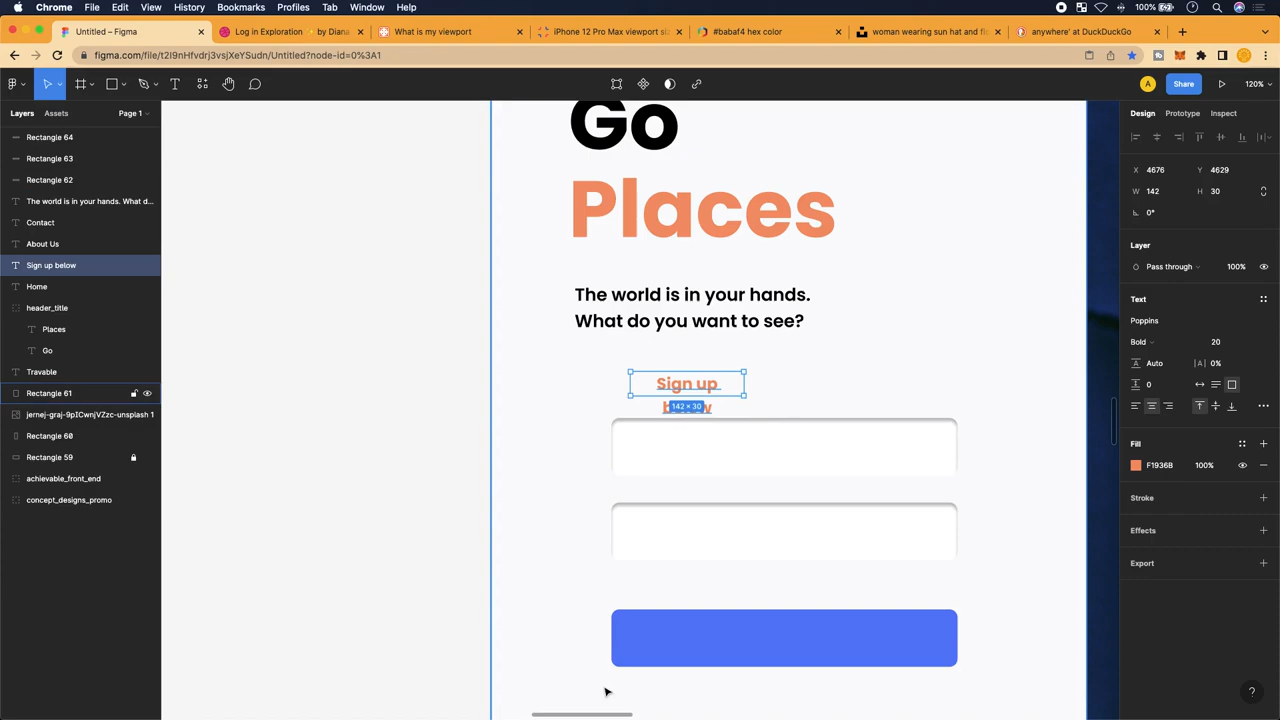 Chrome File Edit View History Bookmarks Profiles Tab Window Help 100%
Untitled – Figma Log in Exploration ✨ by Diana What is my viewport iPhone 12 Pro Max viewport si #babaf4 hex color woman wearing sun hat and fl anywhere' at DuckDuckGo
figma.com/file/t2l9nHfvdrj3vsjXeYSudn/Untitled?node-id=0%3A1
A Share 120%
Layers Assets Page 1
Design Prototype Inspect
Rectangle 64
Rectangle 63
Rectangle 62
The world is in your hands. What d...
Contact
About Us
Sign up below
Home
header_title
Places
Go
Travable
Rectangle 61
jernej-graj-9pICwnjVZzc-unsplash 1
Rectangle 60
Rectangle 59
achievable_front_end
concept_designs_promo
Go
Places
The world is in your hands.
What do you want to see?
Sign up
142 × 30
X 4676 Y 4629
W 142 H 30
0°
Layer
Pass through 100%
Text
Poppins
Bold 20
Auto |A| 0%
0
Fill
F1936B 100%
Stroke
Effects
Export
?